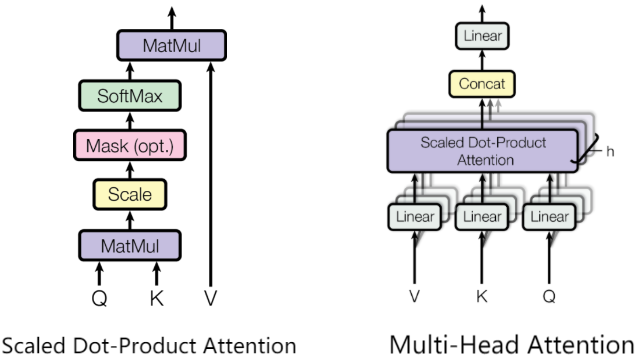 MatMul
SoftMax
Mask (opt.)
Scale
MatMul
Q K V
Scaled Dot-Product Attention
Linear
Concat
Scaled Dot-Product
Attention
h
Linear Linear Linear
V K Q
Multi-Head Attention